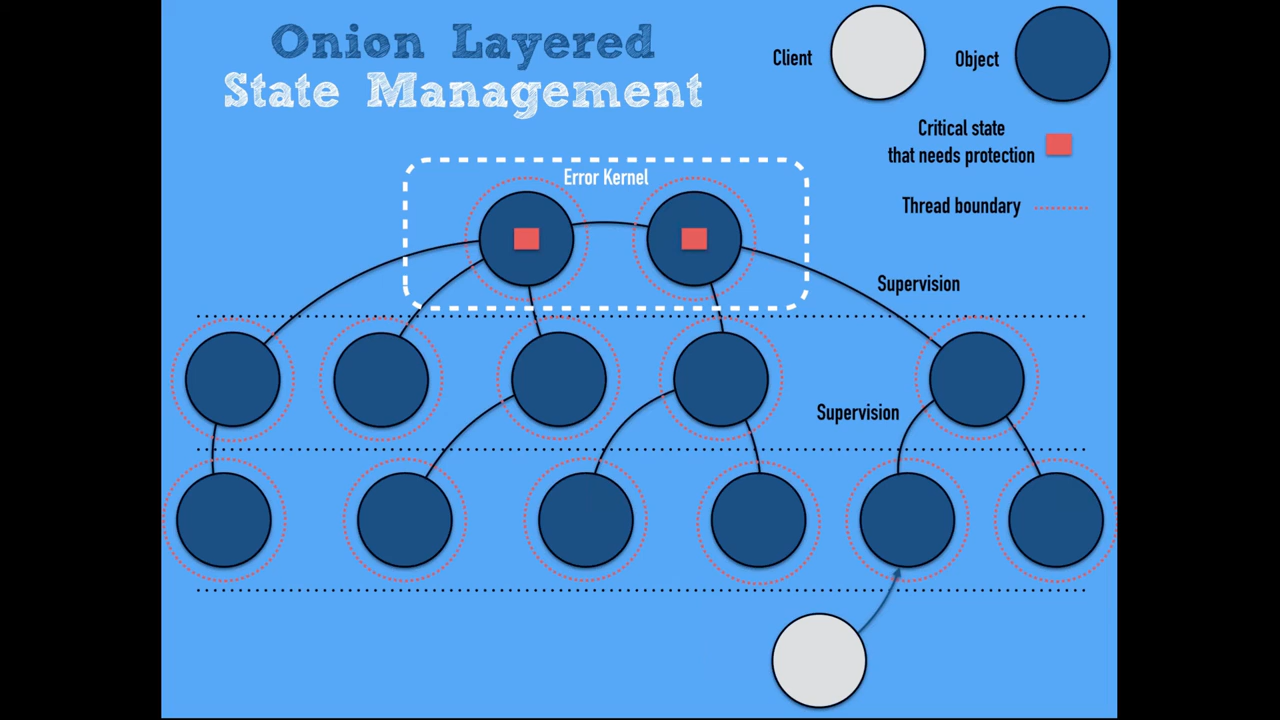 Onion Layered
State Management
Client
Object
Critical state
that needs protection
Thread boundary
Error Kernel
Supervision
Supervision